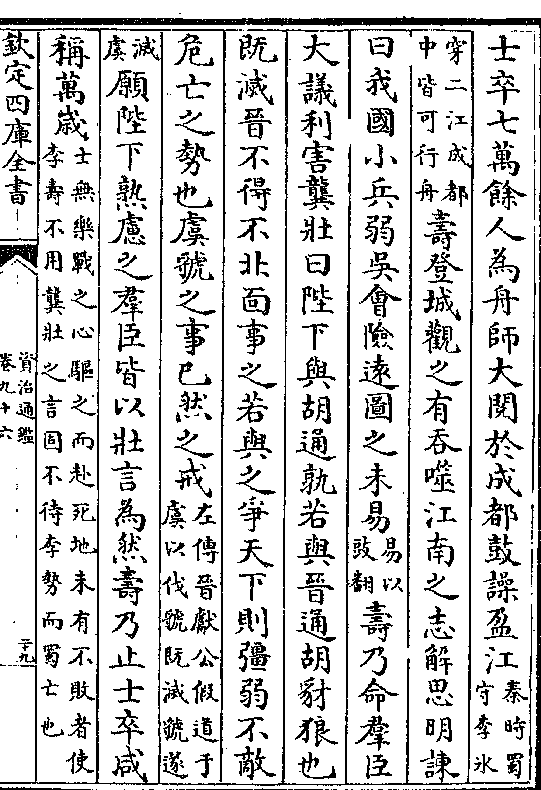 士卒七萬餘人為舟師大閱於成都鼓譟盈江秦時蜀守李氷
穿二江成都中皆可行舟壽登城觀之有吞噬江南之志解思明諫
曰我國小兵弱吳會險遠圖之未易易以豉翻壽乃命羣臣
大議利害龔壯曰陛下與胡通孰若與晉通胡豺狼也
既滅晉不得不北面事之若與之爭天下則彊弱不敵
危亡之勢也虞虢之事已然之戒左傳晉獻公假道于虞以伐虢既滅虢遂
滅虞願陛下熟慮之羣臣皆以壯言為然壽乃止士卒咸
稱萬歳士無樂戰之心驅之而赴死地未有不敗者使李壽不用龔壯之言固不待李勢而蜀亡也
欽定四庫全書
資治通鑑
卷九十六
二十九